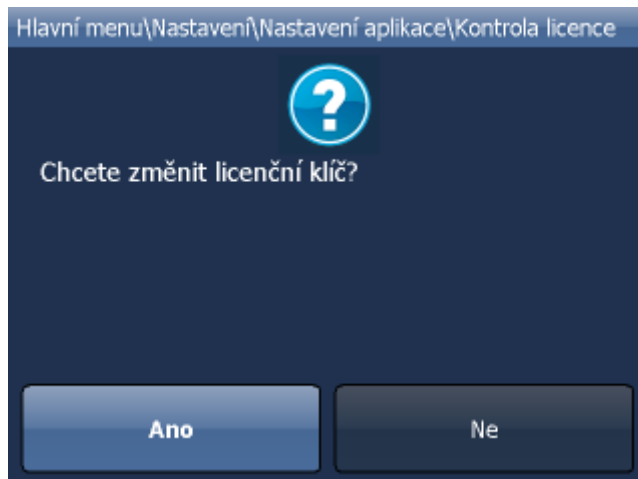 Hlavní menu\Nastavení\Nastavení aplikace\Kontrola licence
?
Chcete změnit licenční klíč?
Ano
Ne